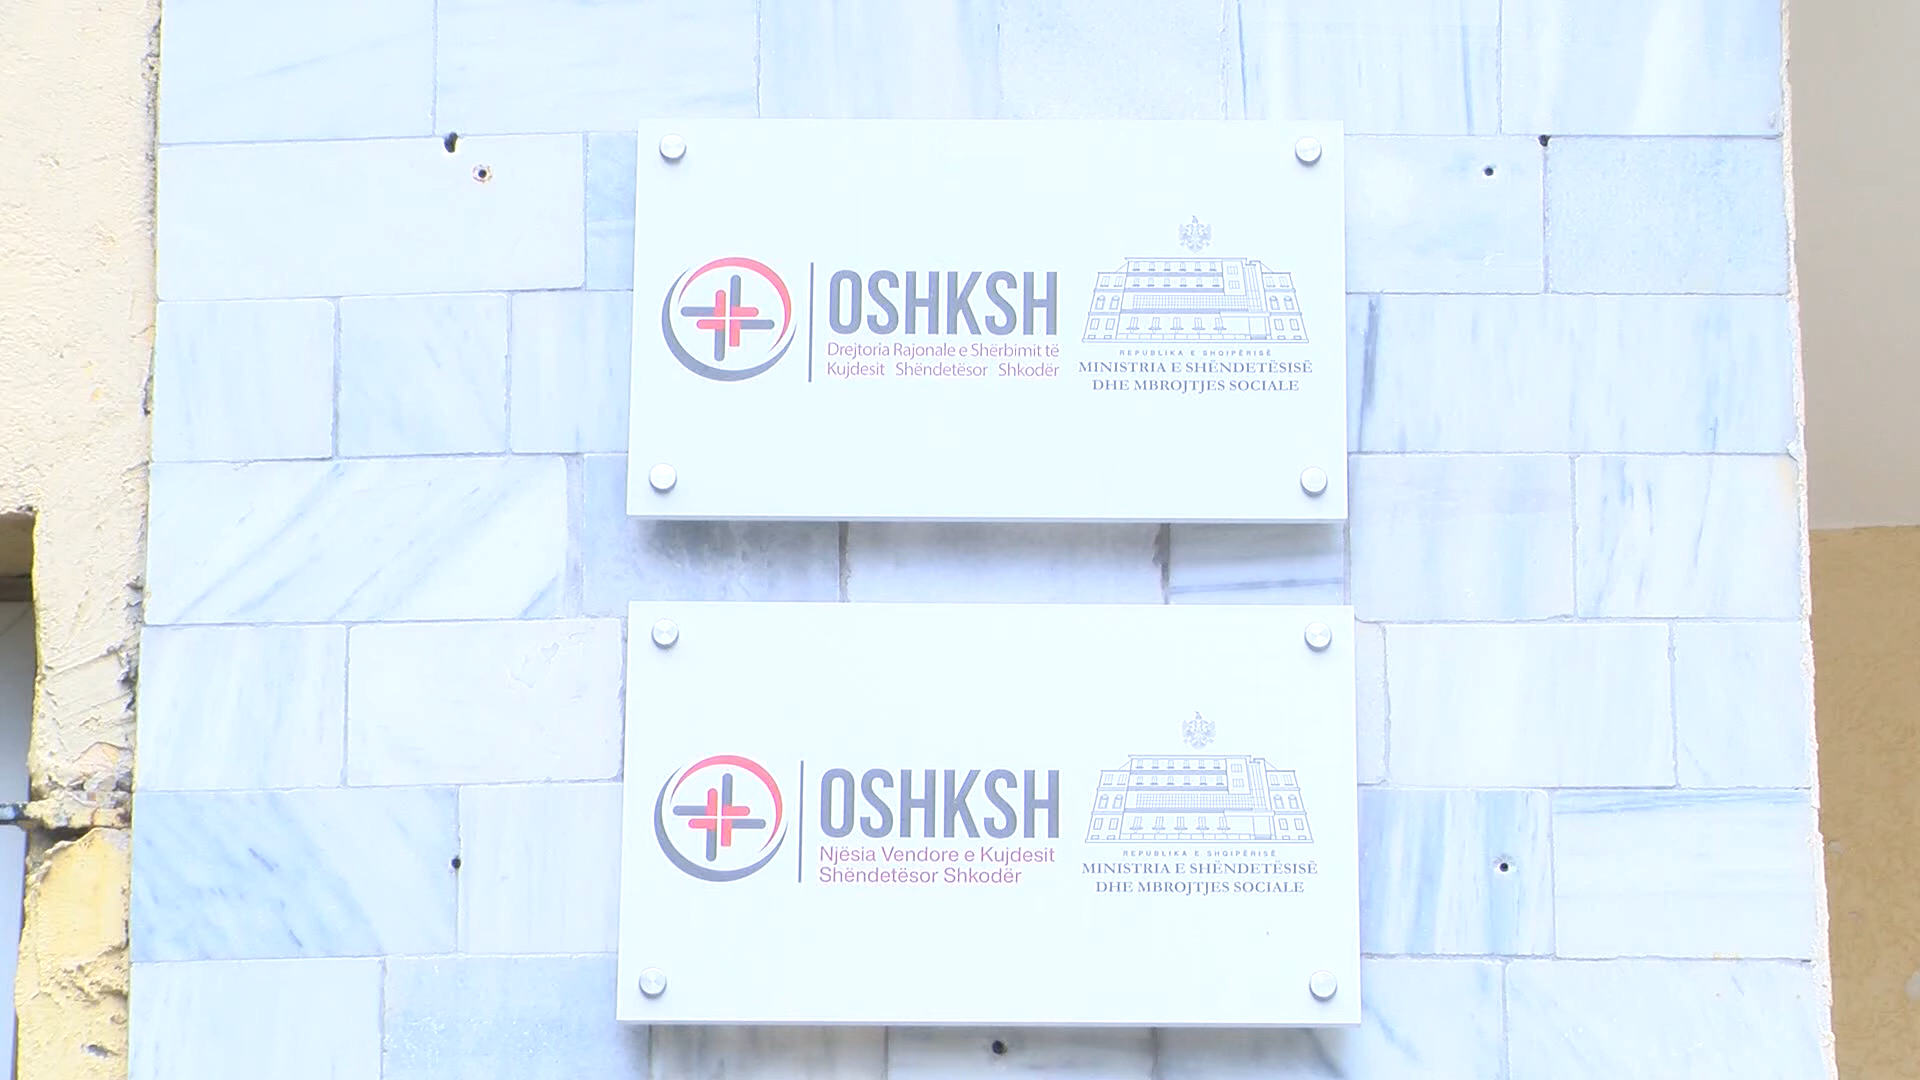 OSHKSH
Drejtoria Rajonale e Shërbimit të
Kujdesit Shëndetësor Shkodër
REPUBLIKA E SHQIPËRISË
MINISTRIA E SHËNDETËSISË
DHE MBROJTJES SOCIALE
OSHKSH
Njësia Vendore e Kujdesit
Shëndetësor Shkodër
REPUBLIKA E SHQIPËRISË
MINISTRIA E SHËNDETËSISË
DHE MBROJTJES SOCIALE